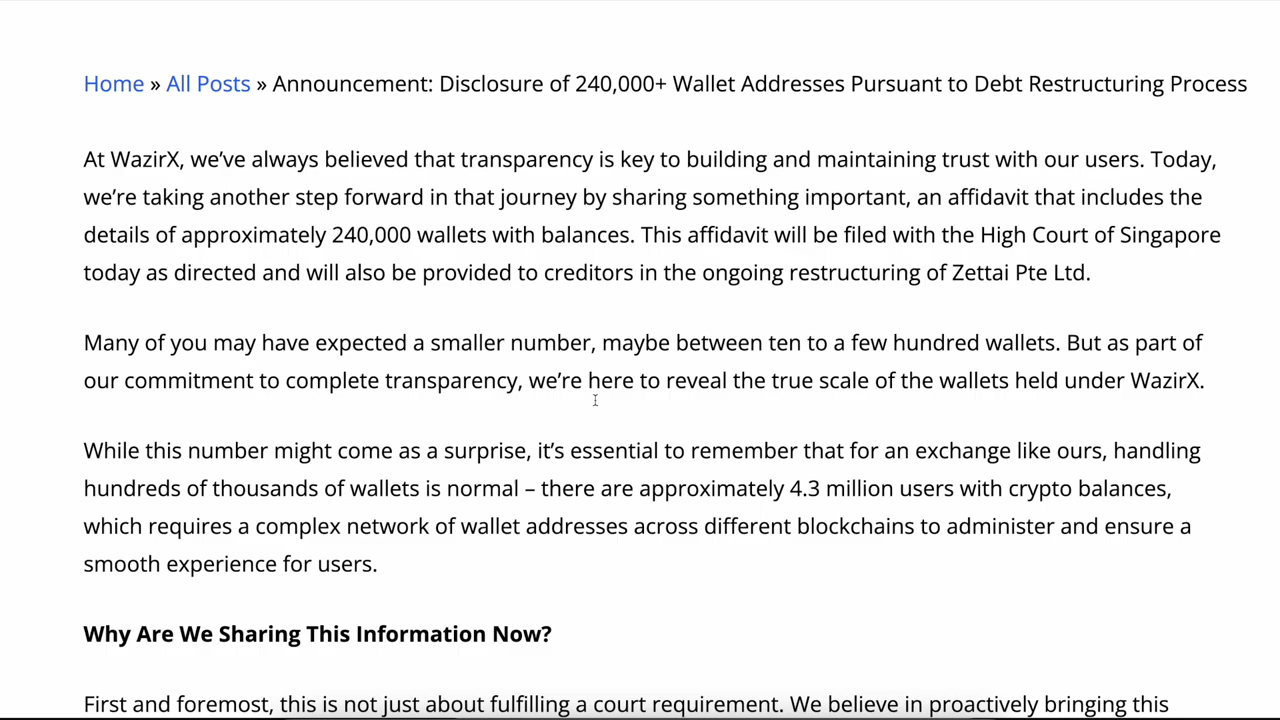 Home » All Posts » Announcement: Disclosure of 240,000+ Wallet Addresses Pursuant to Debt Restructuring Process
At WazirX, we’ve always believed that transparency is key to building and maintaining trust with our users. Today,
we’re taking another step forward in that journey by sharing something important, an affidavit that includes the
details of approximately 240,000 wallets with balances. This affidavit will be filed with the High Court of Singapore
today as directed and will also be provided to creditors in the ongoing restructuring of Zettai Pte Ltd.
Many of you may have expected a smaller number, maybe between ten to a few hundred wallets. But as part of
our commitment to complete transparency, we’re here to reveal the true scale of the wallets held under WazirX.
While this number might come as a surprise, it’s essential to remember that for an exchange like ours, handling
hundreds of thousands of wallets is normal – there are approximately 4.3 million users with crypto balances,
which requires a complex network of wallet addresses across different blockchains to administer and ensure a
smooth experience for users.
Why Are We Sharing This Information Now?
First and foremost, this is not just about fulfilling a court requirement. We believe in proactively bringing this